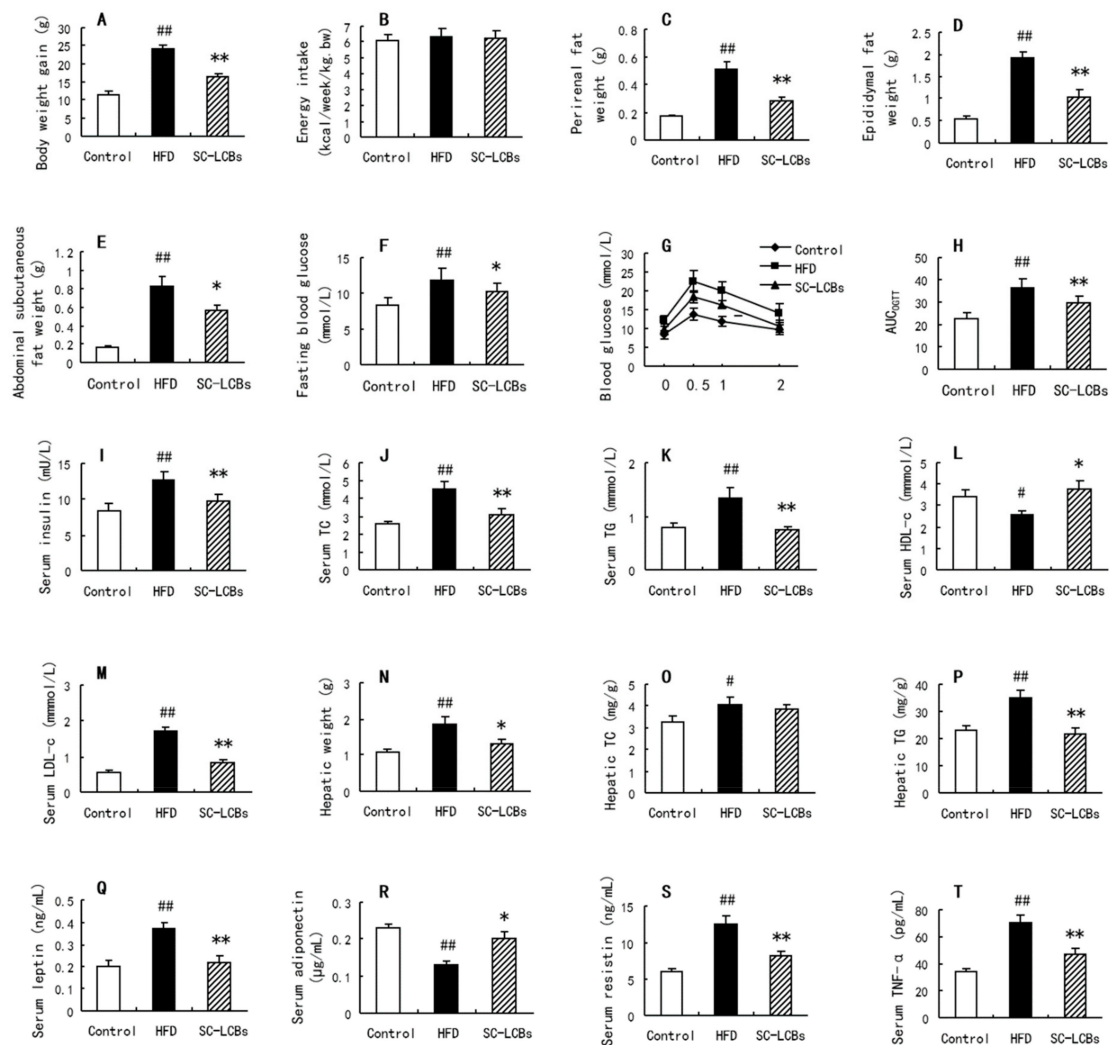 A
Body weight gain (g)
30
25
20
15
10
5
0
##
**
Control HFD SC-LCBs
B
Energy intake
(kcal/week/kg. bw)
7
6
5
4
3
2
1
0
Control HFD SC-LCBs
C
Perirenal fat
weight (g)
0.8
0.6
0.4
0.2
0
##
**
Control HFD SC-LCBs
D
Epididymal fat
weight (g)
2.5
2
1.5
1
0.5
0
##
**
Control HFD SC-LCBs
E
Abdominal subcutaneous
fat weight (g)
1.2
1
0.8
0.6
0.4
0.2
0
##
*
Control HFD SC-LCBs
F
Fasting blood glucose
(mmol/L)
15
10
5
0
##
*
Control HFD SC-LCBs
G
Blood glucose (mmol/L)
30
25
20
15
10
5
0
Control
HFD
SC-LCBs
0 0.5 1 2
H
AUCOGTT
50
40
30
20
10
0
##
**
Control HFD SC-LCBs
I
Serum insulin (mU/L)
15
10
5
0
##
**
Control HFD SC-LCBs
J
Serum TC (mmol/L)
6
5
4
3
2
1
0
##
**
Control HFD SC-LCBs
K
Serum TG (mmmol/L)
2
1
0
##
**
Control HFD SC-LCBs
L
Serum HDL-c (mmmol/L)
5
4
3
2
1
0
#
*
Control HFD SC-LCBs
M
Serum LDL-c (mmmol/L)
3
2
1
0
##
**
Control HFD SC-LCBs
N
Hepatic weight (g)
3
2
1
0
##
*
Control HFD SC-LCBs
O
Hepatic TC (mg/g)
5
4
3
2
1
0
#
Control HFD SC-LCBs
P
Hepatic TG (mg/g)
40
30
20
10
0
##
**
Control HFD SC-LCBs
Q
Serum leptin (ng/mL)
0.5
0.4
0.3
0.2
0.1
0
##
**
Control HFD SC-LCBs
R
Serum adiponectin
(μg/mL)
0.3
0.2
0.1
0
##
*
Control HFD SC-LCBs
S
Serum resistin (ng/mL)
15
10
5
0
##
**
Control HFD SC-LCBs
T
Serum TNF-α (pg/mL)
80
60
40
20
0
##
**
Control HFD SC-LCBs